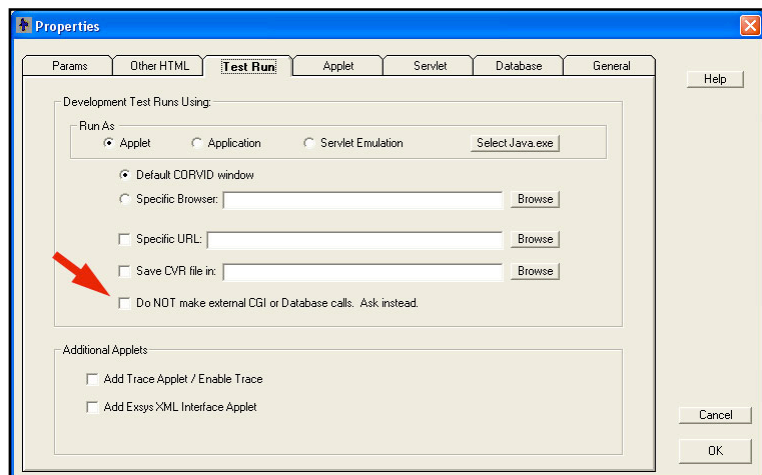 Properties
Params Other HTML Test Run Applet Servlet Database General
Help
Development Test Runs Using:
Run As
Applet Application Servlet Emulation Select Java.exe
Default CORVID window
Specific Browser: Browse
Specific URL: Browse
Save CVR file in: Browse
Do NOT make external CGI or Database calls. Ask instead.
Additional Applets
Add Trace Applet / Enable Trace
Add Exsys XML Interface Applet
Cancel
OK